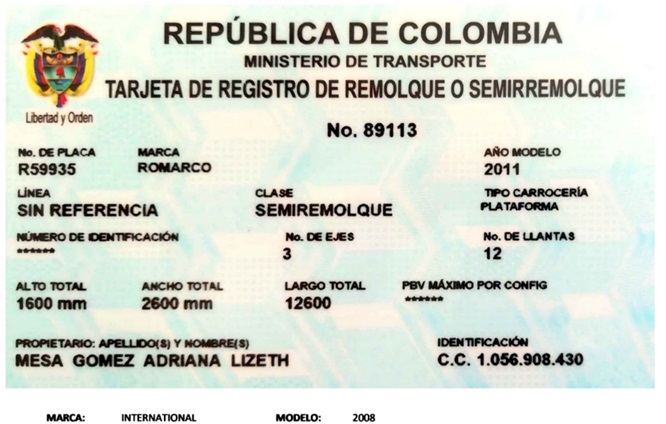 REPÚBLICA DE COLOMBIA
MINISTERIO DE TRANSPORTE
TARJETA DE REGISTRO DE REMOLQUE O SEMIRREMOLQUE
Libertad y Orden
No. 89113
No. DE PLACA MARCA AÑO MODELO
R59935 ROMARCO 2011
LÍNEA CLASE TIPO CARROCERÍA
SIN REFERENCIA SEMIREMOLQUE PLATAFORMA
NÚMERO DE IDENTIFICACIÓN No. DE EJES No. DE LLANTAS
****** 3 12
ALTO TOTAL ANCHO TOTAL LARGO TOTAL PBV MÁXIMO POR CONFIG
1600 mm 2600 mm 12600 ******
PROPIETARIO: APELLIDO(S) Y NOMBRE(S) IDENTIFICACIÓN
MESA GOMEZ ADRIANA LIZETH C.C. 1.056.908.430
MARCA: INTERNATIONAL MODELO: 2008